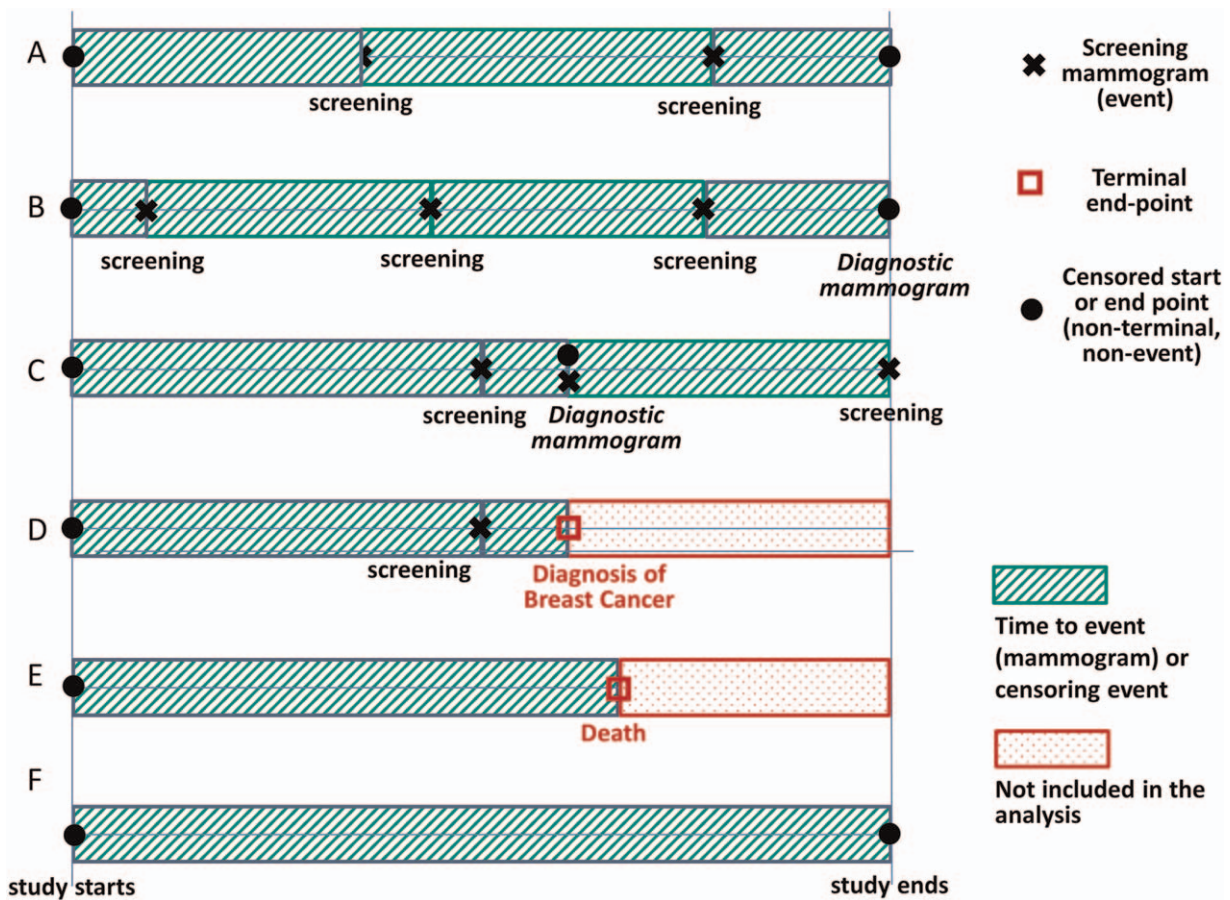 A
screening
screening
B
screening
screening
screening
Diagnostic
mammogram
C
screening
Diagnostic
mammogram
screening
D
screening
Diagnosis of
Breast Cancer
E
Death
F
study starts
study ends
Screening
mammogram
(event)
Terminal
end-point
Censored start
or end point
(non-terminal,
non-event)
Time to event
(mammogram) or
censoring event
Not included in the
analysis